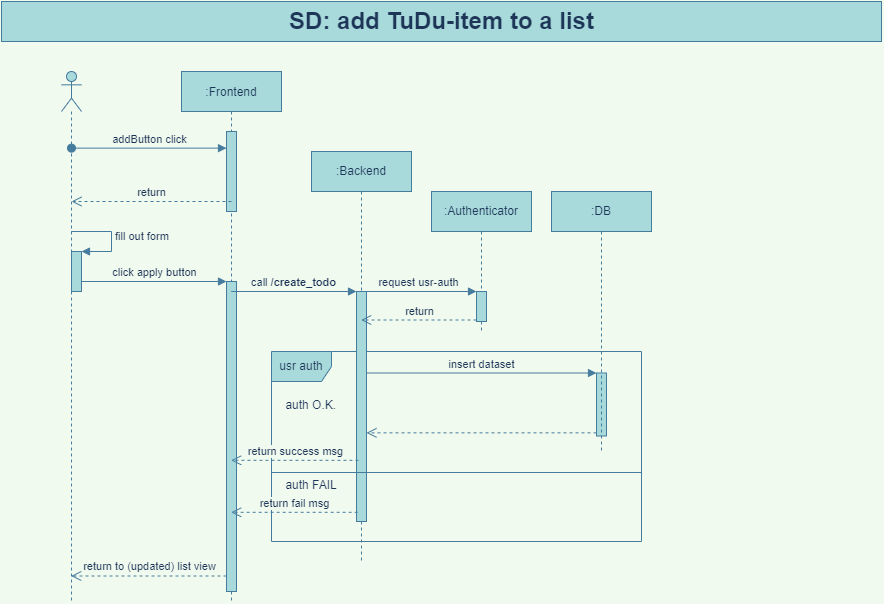 SD: add TuDu-item to a list
:Frontend
addButton click
:Backend
return
:Authenticator
:DB
fill out form
click apply button
call /create_todo
request usr-auth
return
usr auth
insert dataset
auth O.K.
return success msg
auth FAIL
return fail msg
return to (updated) list view